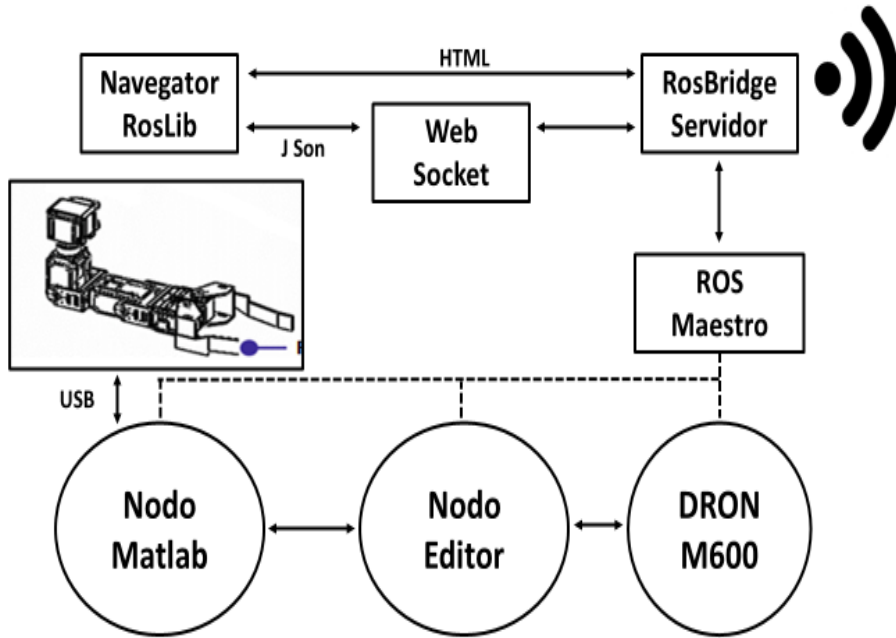 HTML
Navegator
RosLib
RosBridge
Servidor
J Son
Web
Socket
ROS
Maestro
USB
Nodo
Matlab
Nodo
Editor
DRON
M600